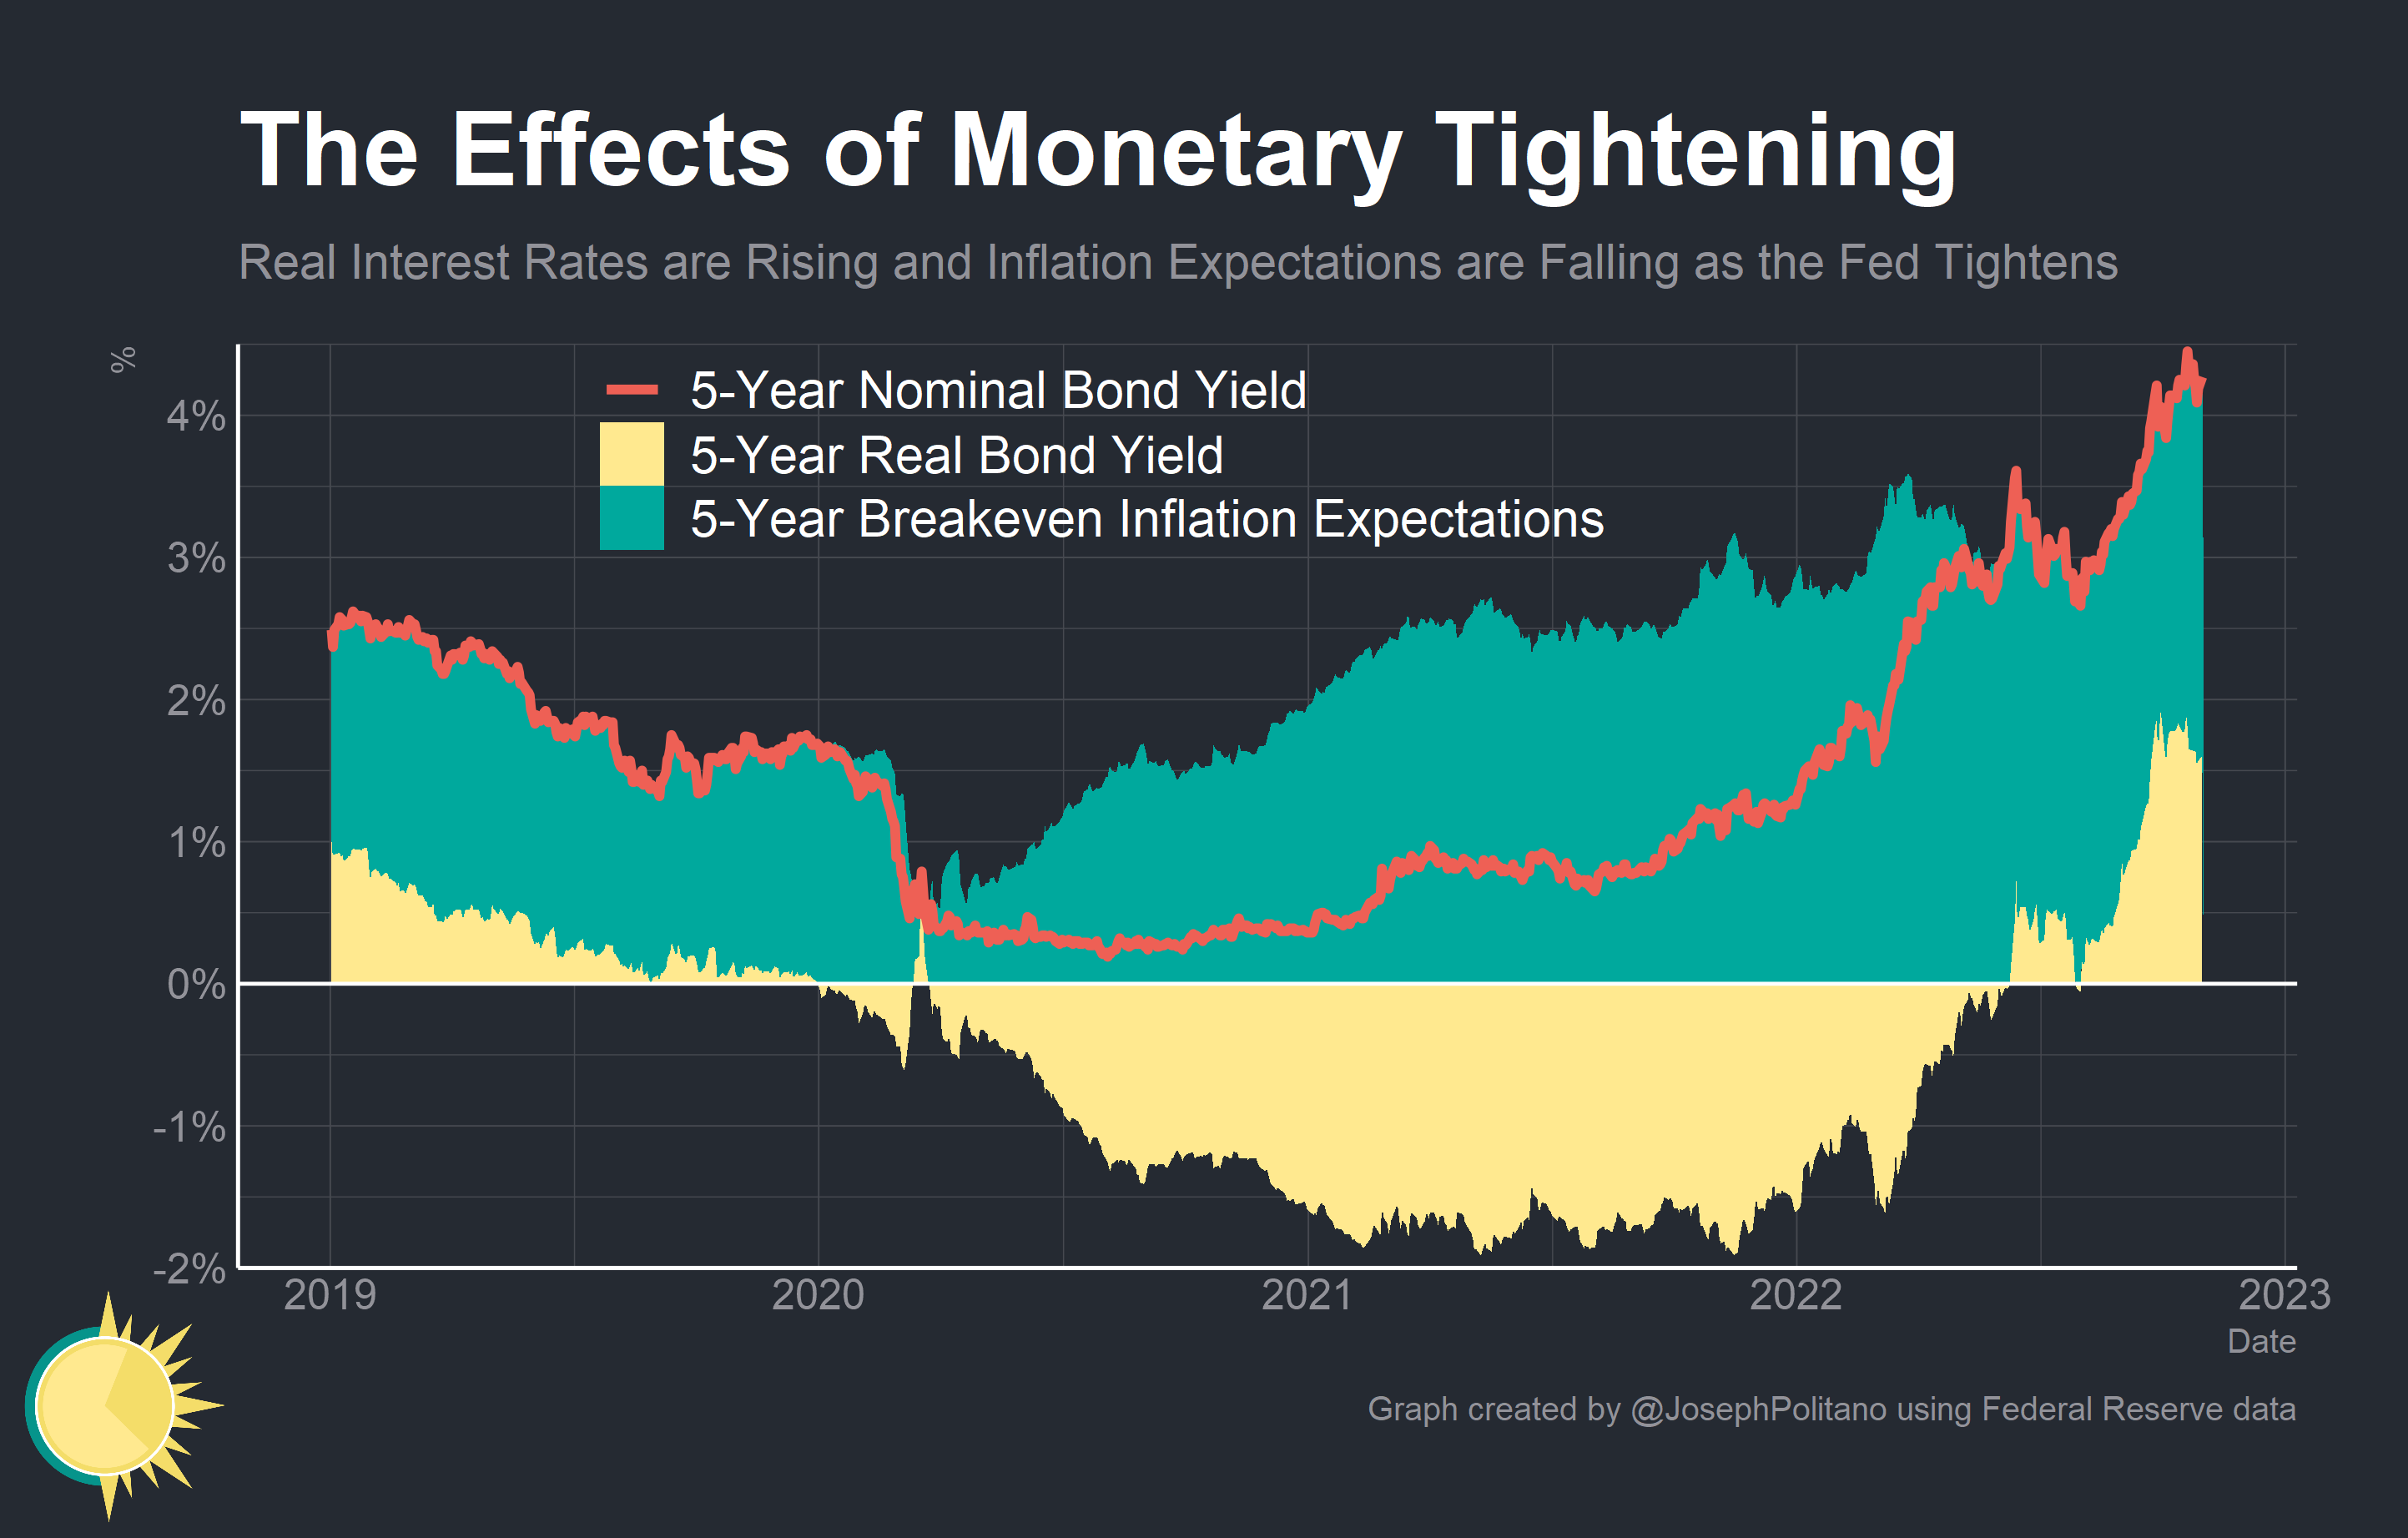 The Effects of Monetary Tightening
Real Interest Rates are Rising and Inflation Expectations are Falling as the Fed Tightens
%
5-Year Nominal Bond Yield
5-Year Real Bond Yield
5-Year Breakeven Inflation Expectations
4%
3%
2%
1%
0%
-1%
-2%
2019 2020 2021 2022 2023
Date
Graph created by @JosephPolitano using Federal Reserve data